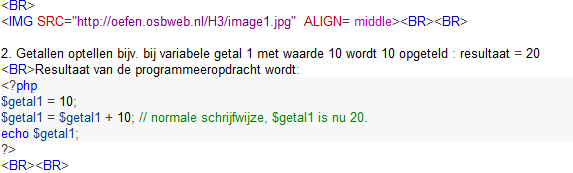 <BR>
<IMG SRC="http://oefen.osbweb.nl/H3/image1.jpg"  ALIGN= middle><BR><BR>
2. Getallen optellen bijv. bij variabele getal 1 met waarde 10 wordt 10 opgeteld : resultaat = 20
<BR>Resultaat van de programmeeropdracht wordt:
<?php
$getal1 = 10;
$getal1 = $getal1 + 10; // normale schrijfwijze, $getal1 is nu 20.
echo $getal1;
?>
<BR><BR>